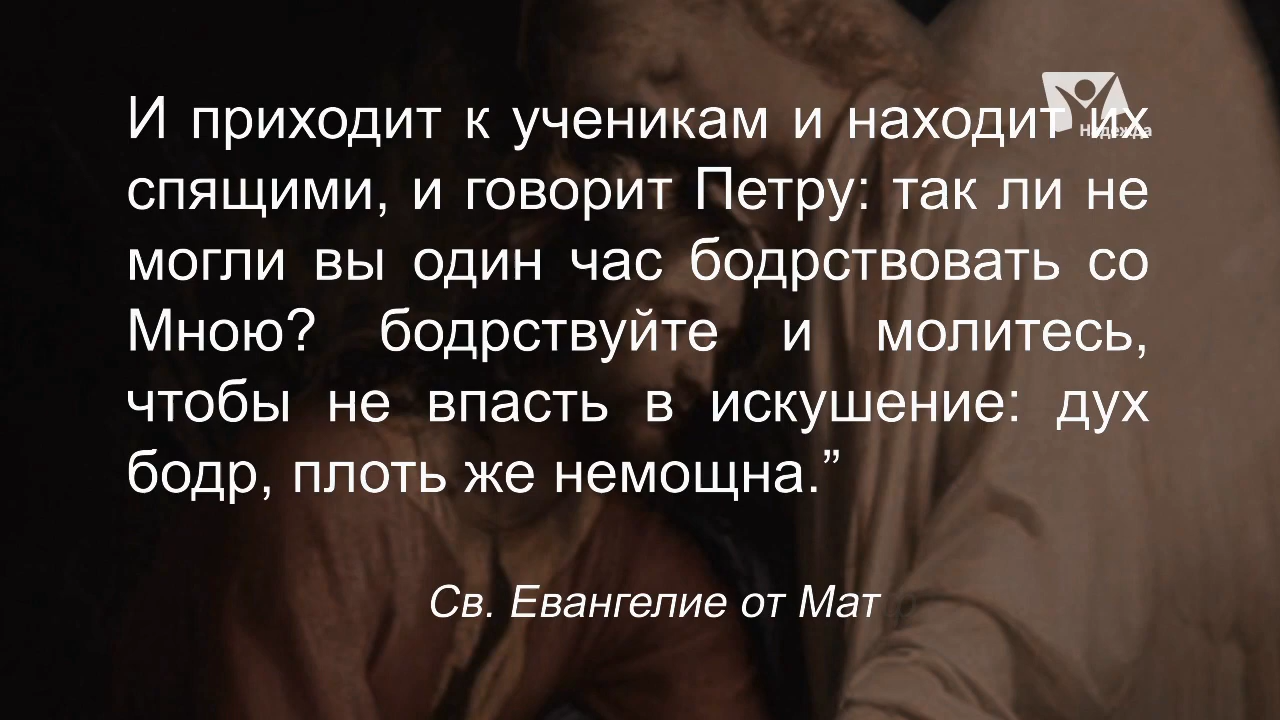 Надежда
И приходит к ученикам и находит их
спящими, и говорит Петру: так ли не
могли вы один час бодрствовать со
Мною? бодрствуйте и молитесь,
чтобы не впасть в искушение: дух
бодр, плоть же немощна.”
Св. Евангелие от Мат